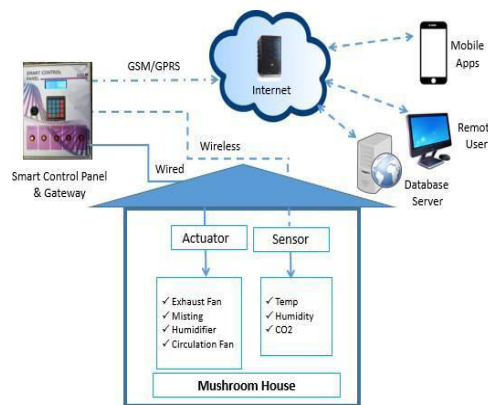 SMART CONTROL
PANEL
GSM/GPRS
Internet
Mobile
Apps
Remote
User
Database
Server
Smart Control Panel
& Gateway
Wireless
Wired
Actuator
Sensor
✓ Exhaust Fan
✓ Misting
✓ Humidifier
✓ Circulation Fan
✓ Temp
✓ Humidity
✓ CO2
Mushroom House